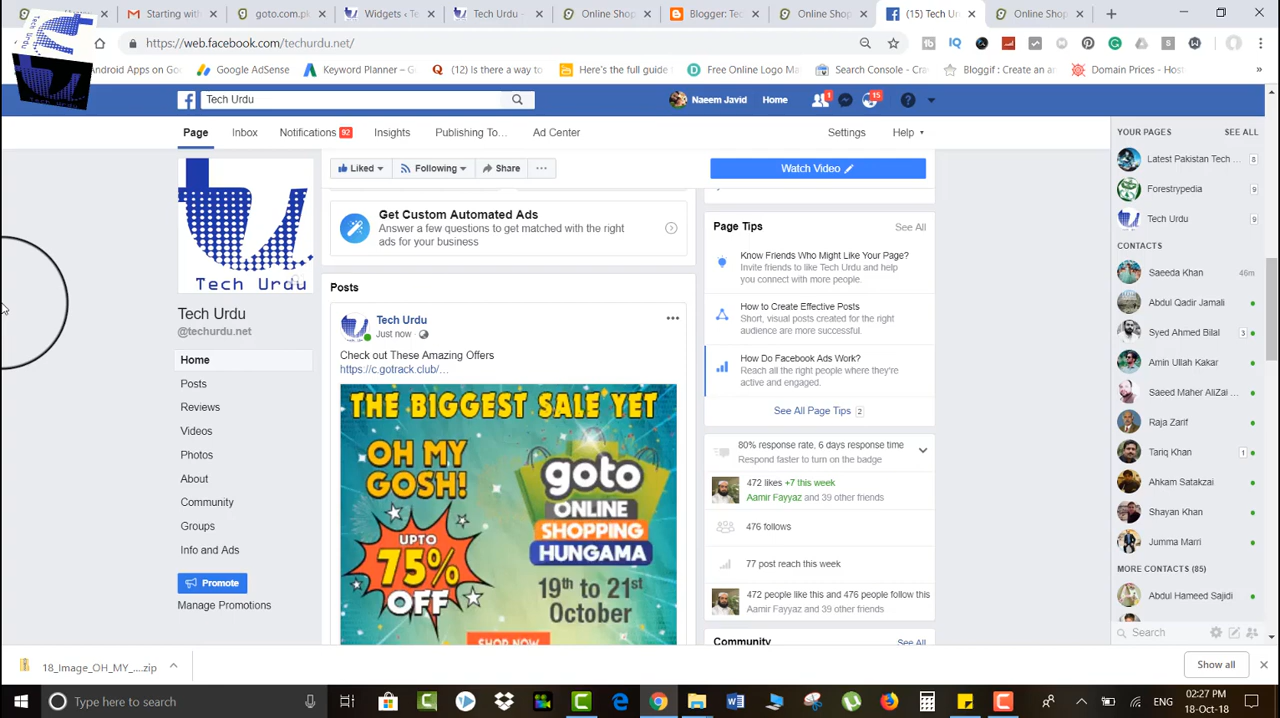 Starting with
goto.com.pk
Widgets ‹ Te
Tech Urdu -
Online Shop
Blogger: Te
Online Shop
(15) Tech Ur
Online Shop
https://web.facebook.com/techurdu.net/
Android Apps on Goo
Google AdSense
Keyword Planner – G
(12) Is there a way to
Here's the full guide
Free Online Logo Ma
Search Console - Cra
Bloggif : Create an an
Domain Prices - Host
Tech Urdu
Naeem Javid
Home
1
15
Page
Inbox
Notifications 92
Insights
Publishing To...
Ad Center
Settings
Help
Liked
Following
Share
Watch Video
Tech Urdu
Tech Urdu
@techurdu.net
Home
Posts
Reviews
Videos
Photos
About
Community
Groups
Info and Ads
Promote
Manage Promotions
Get Custom Automated Ads
Answer a few questions to get matched with the right
ads for your business
Posts
Tech Urdu
Just now
Check out These Amazing Offers
https://c.gotrack.club/…
THE BIGGEST SALE YET
OH MY
GOSH!
UPTO
75%
OFF
goto
ONLINE
SHOPPING
HUNGAMA
19th to 21st
October
SHOP NOW
Page Tips
See All
Know Friends Who Might Like Your Page?
Invite friends to like Tech Urdu and help
you connect with more people.
How to Create Effective Posts
Short, visual posts created for the right
audience are more successful.
How Do Facebook Ads Work?
Reach all the right people where they're
active and engaged.
See All Page Tips 2
80% response rate, 6 days response time
Respond faster to turn on the badge
472 likes +7 this week
Aamir Fayyaz and 39 other friends
476 follows
77 post reach this week
472 people like this and 476 people follow this
Aamir Fayyaz and 39 other friends
Community
See All
YOUR PAGES
SEE ALL
Latest Pakistan Tech ...
8
Forestrypedia
9
Tech Urdu
9
CONTACTS
Saeeda Khan
46m
Abdul Qadir Jamali
Syed Ahmed Bilal
3
Amin Ullah Kakar
Saeed Maher AliZai ...
Raja Zarif
Tariq Khan
1
Ahkam Satakzai
Shayan Khan
Jumma Marri
MORE CONTACTS (85)
Abdul Hameed Sajidi
Search
18_Image_OH_MY_....zip
Show all
Type here to search
ENG
02:27 PM
18-Oct-18